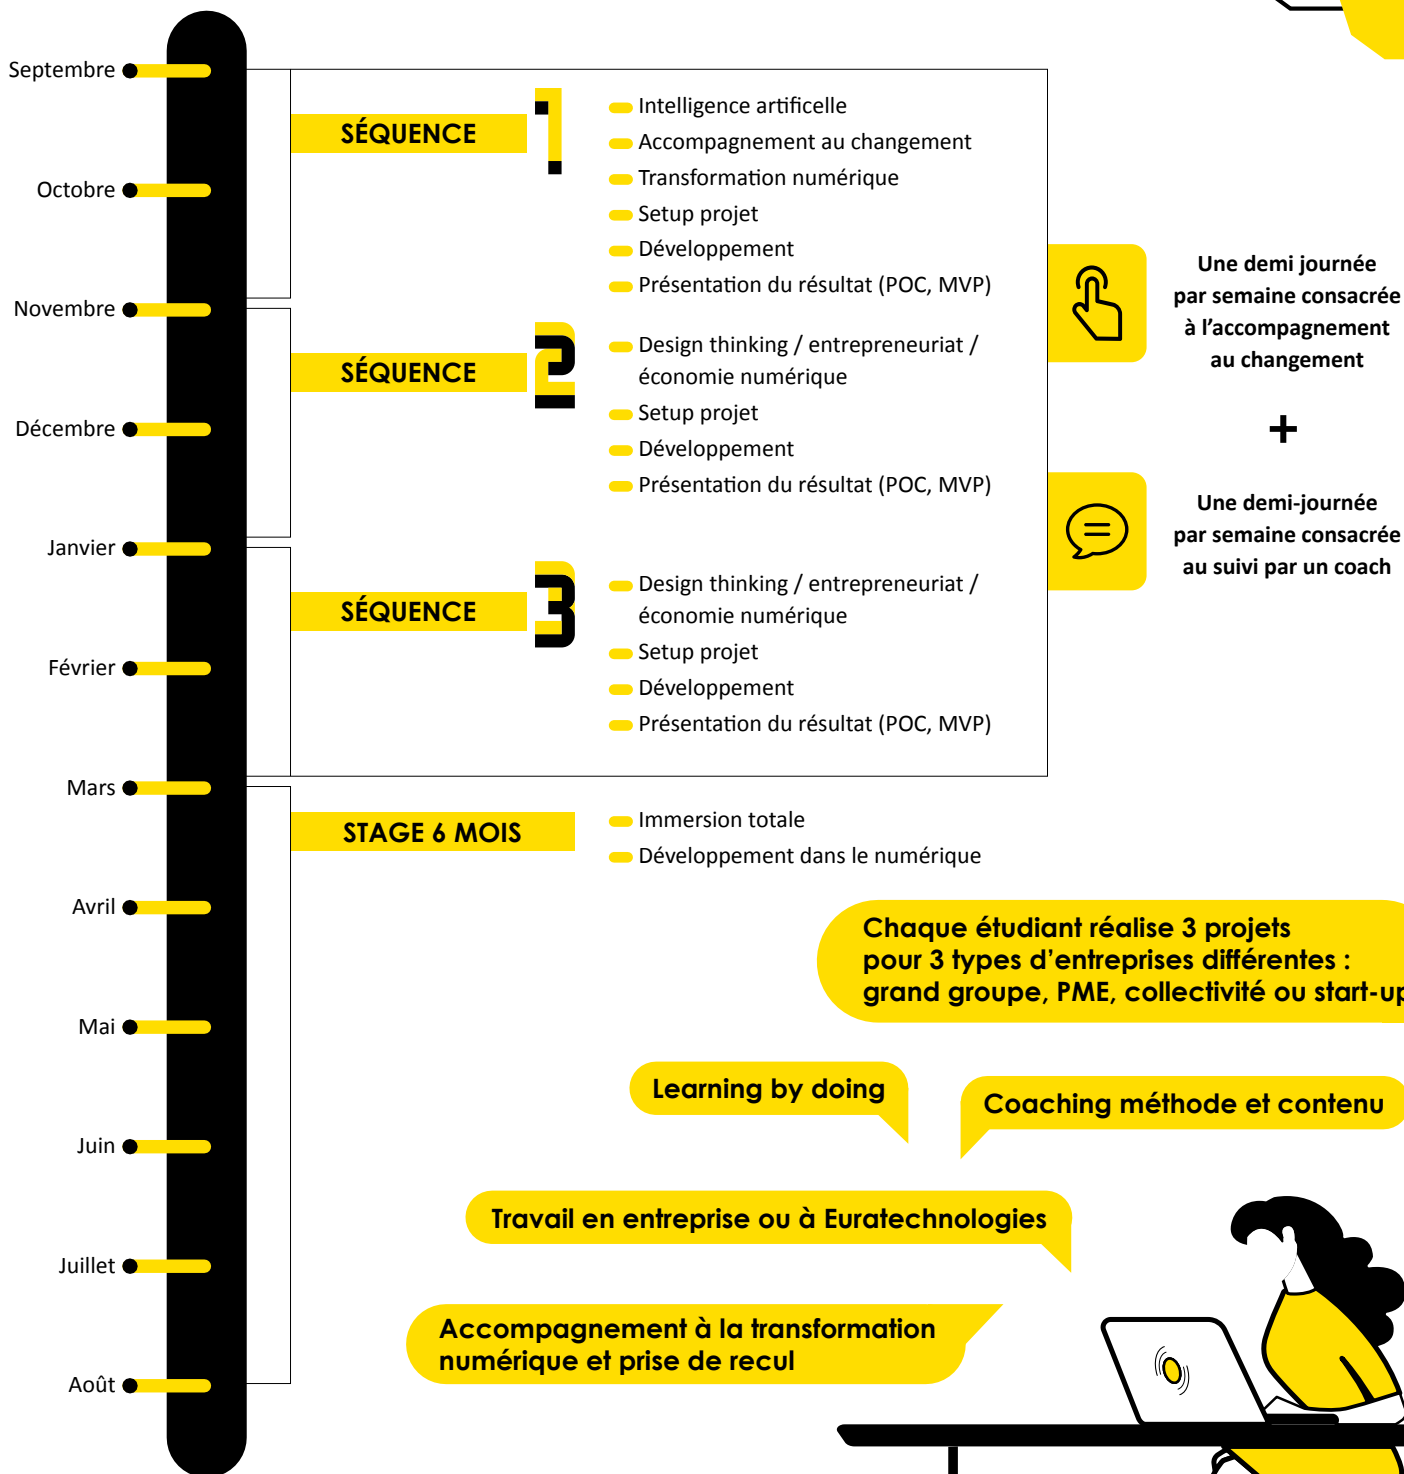 Septembre
Octobre
Novembre
Décembre
Janvier
Février
Mars
Avril
Mai
Juin
Juillet
Août
SÉQUENCE 1
Intelligence artificelle
Accompagnement au changement
Transformation numérique
Setup projet
Développement
Présentation du résultat (POC, MVP)
SÉQUENCE 2
Design thinking / entrepreneuriat /
économie numérique
Setup projet
Développement
Présentation du résultat (POC, MVP)
SÉQUENCE 3
Design thinking / entrepreneuriat /
économie numérique
Setup projet
Développement
Présentation du résultat (POC, MVP)
Une demi journée
par semaine consacrée
à l’accompagnement
au changement
+
Une demi-journée
par semaine consacrée
au suivi par un coach
STAGE 6 MOIS
Immersion totale
Développement dans le numérique
Chaque étudiant réalise 3 projets
pour 3 types d’entreprises différentes :
grand groupe, PME, collectivité ou start-up
Learning by doing
Coaching méthode et contenu
Travail en entreprise ou à Euratechnologies
Accompagnement à la transformation
numérique et prise de recul